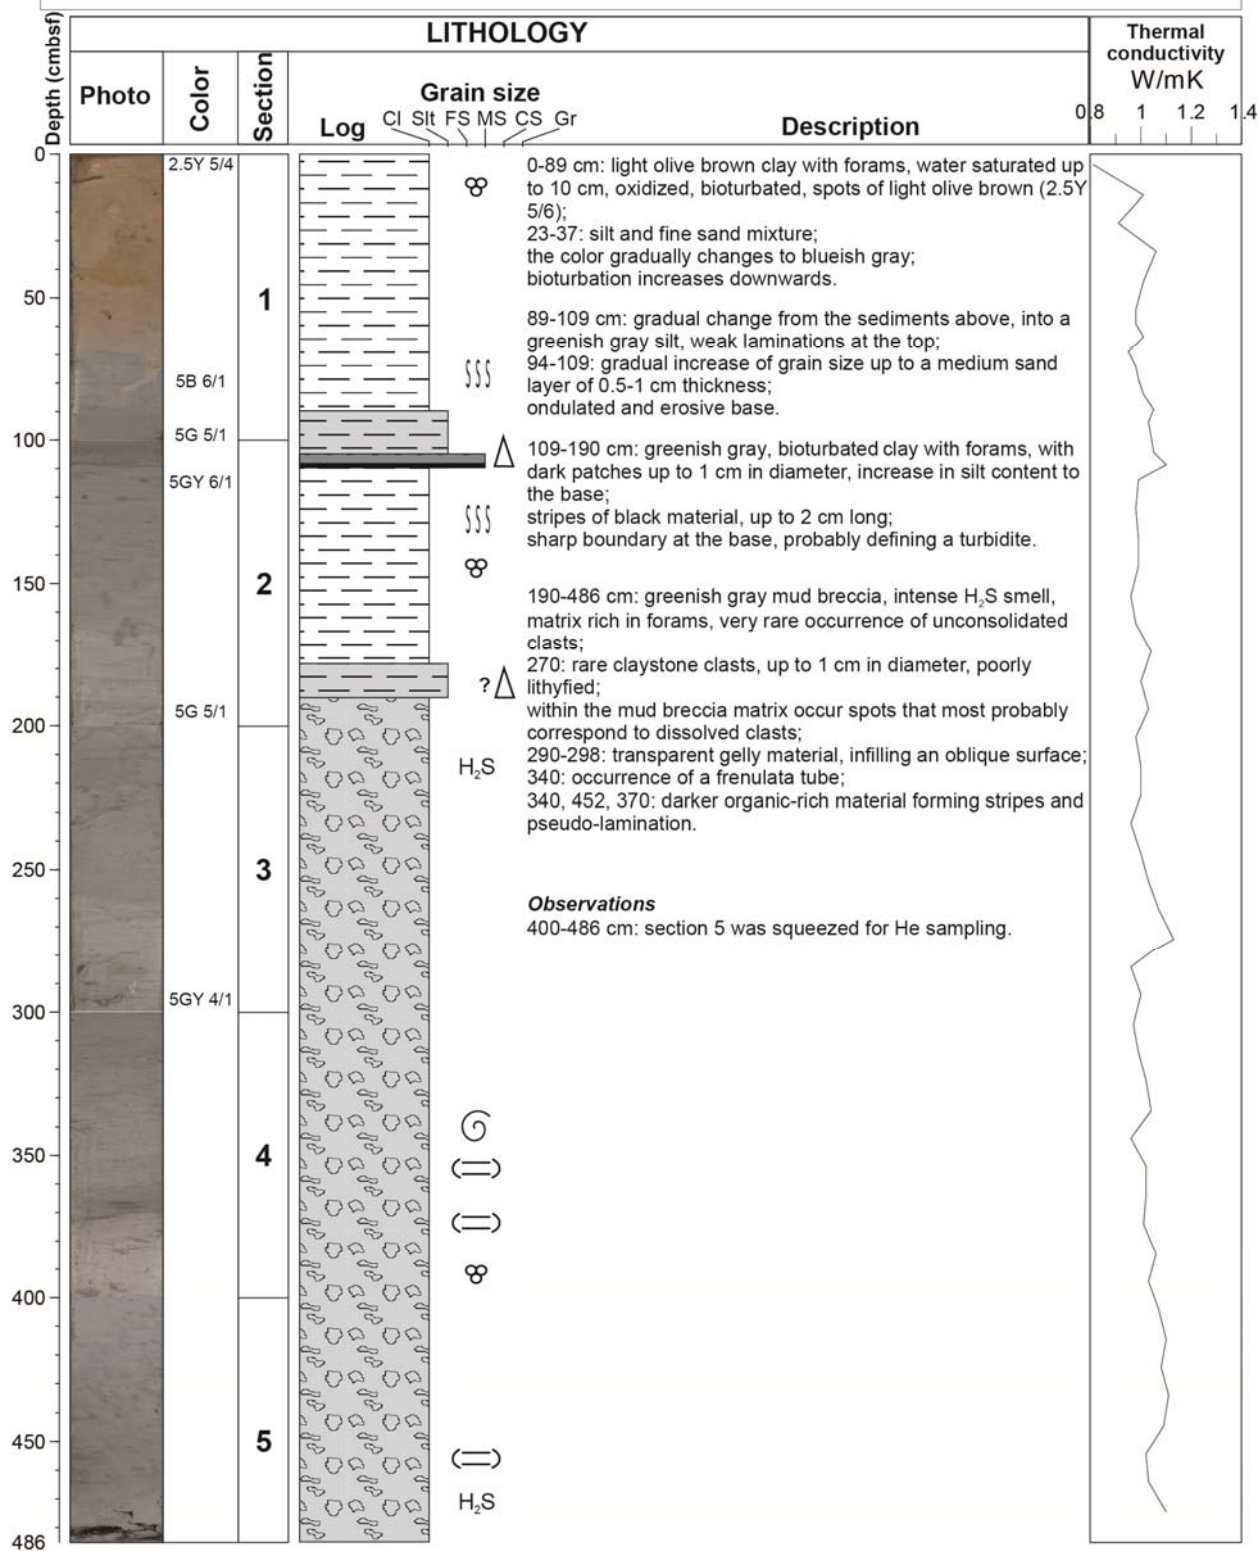 LITHOLOGY
Depth (cmbsf)
Photo
Color
Section
Log
Grain size
Cl Slt FS MS CS Gr
Description
Thermal
conductivity
W/mK
0.8 1 1.2 1.4
0
50
100
150
200
250
300
350
400
450
486
2.5Y 5/4
5B 6/1
5G 5/1
5GY 6/1
5G 5/1
5GY 4/1
1
2
3
4
5
?
H₂S
H₂S
0-89 cm: light olive brown clay with forams, water saturated up
to 10 cm, oxidized, bioturbated, spots of light olive brown (2.5Y
5/6);
23-37: silt and fine sand mixture;
the color gradually changes to blueish gray;
bioturbation increases downwards.
89-109 cm: gradual change from the sediments above, into a
greenish gray silt, weak laminations at the top;
94-109: gradual increase of grain size up to a medium sand
layer of 0.5-1 cm thickness;
ondulated and erosive base.
109-190 cm: greenish gray, bioturbated clay with forams, with
dark patches up to 1 cm in diameter, increase in silt content to
the base;
stripes of black material, up to 2 cm long;
sharp boundary at the base, probably defining a turbidite.
190-486 cm: greenish gray mud breccia, intense H₂S smell,
matrix rich in forams, very rare occurrence of unconsolidated
clasts;
270: rare claystone clasts, up to 1 cm in diameter, poorly
lithyfied;
within the mud breccia matrix occur spots that most probably
correspond to dissolved clasts;
290-298: transparent gelly material, infilling an oblique surface;
340: occurrence of a frenulata tube;
340, 452, 370: darker organic-rich material forming stripes and
pseudo-lamination.
Observations
400-486 cm: section 5 was squeezed for He sampling.